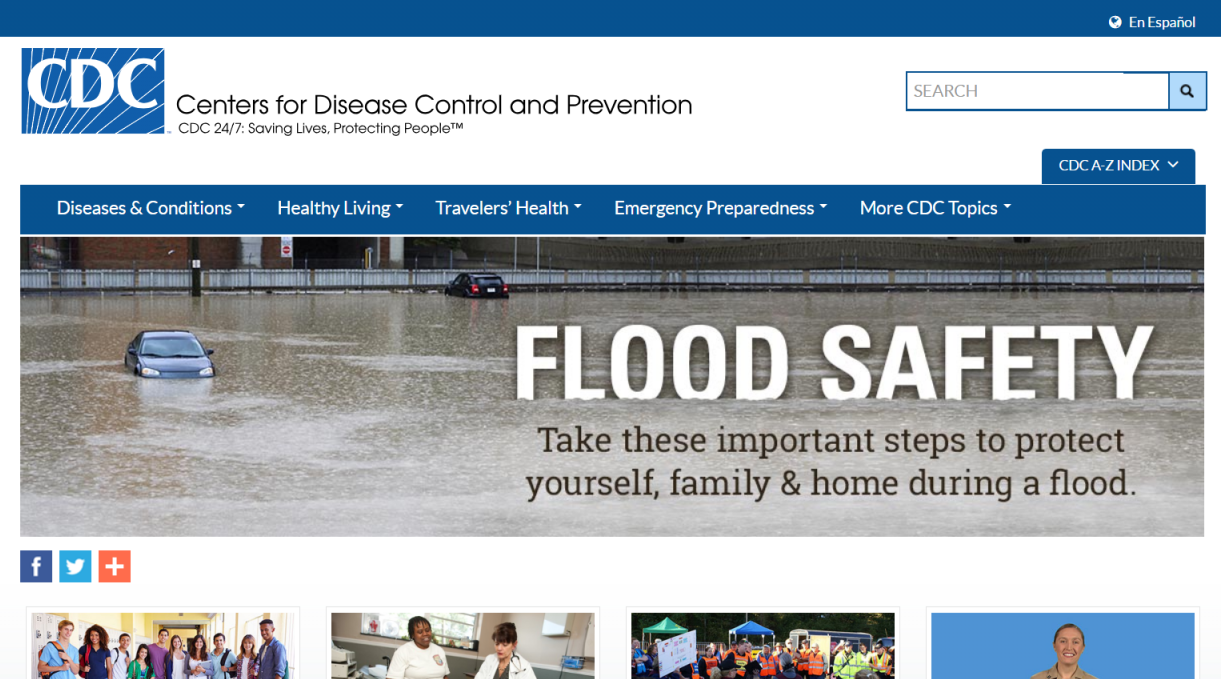 En Español
CDC
Centers for Disease Control and Prevention
CDC 24/7: Saving Lives, Protecting People™
SEARCH
CDC A-Z INDEX
Diseases & Conditions
Healthy Living
Travelers' Health
Emergency Preparedness
More CDC Topics
FLOOD SAFETY
Take these important steps to protect
yourself, family & home during a flood.
f